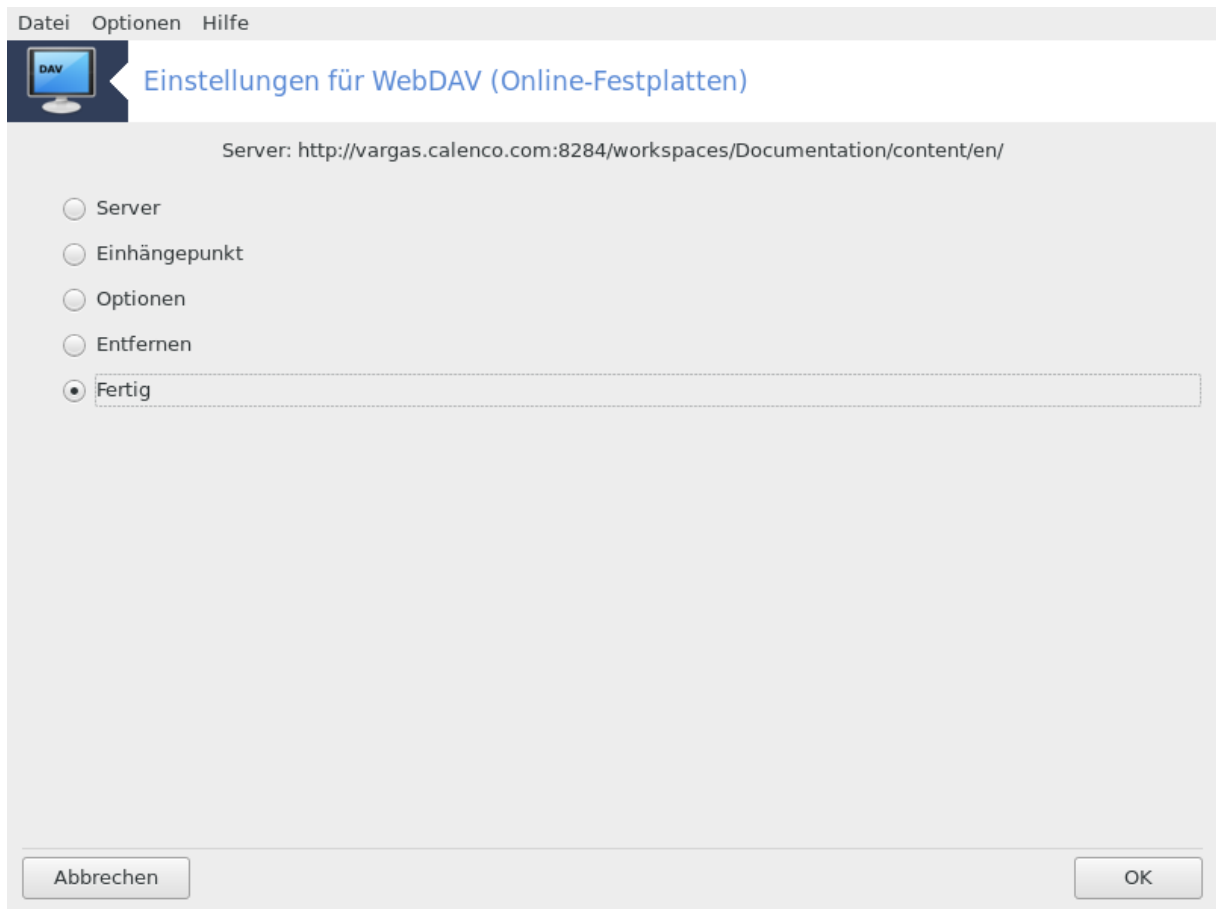 Datei Optionen Hilfe
DAV
Einstellungen für WebDAV (Online-Festplatten)
Server: http://vargas.calenco.com:8284/workspaces/Documentation/content/en/
Server
Einhängepunkt
Optionen
Entfernen
Fertig
Abbrechen OK